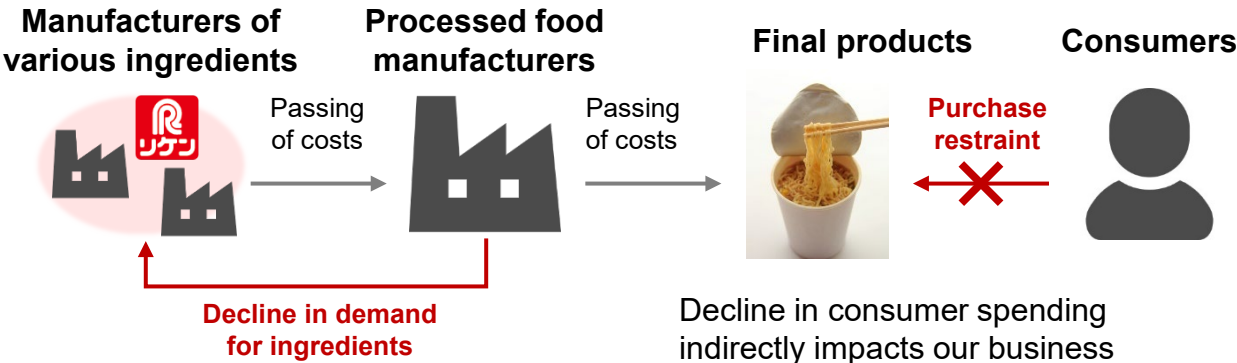 Manufacturers of
various ingredients
Processed food
manufacturers
Final products
Consumers
R
リケン
Passing
of costs
Passing
of costs
Purchase
restraint
Decline in demand
for ingredients
Decline in consumer spending
indirectly impacts our business